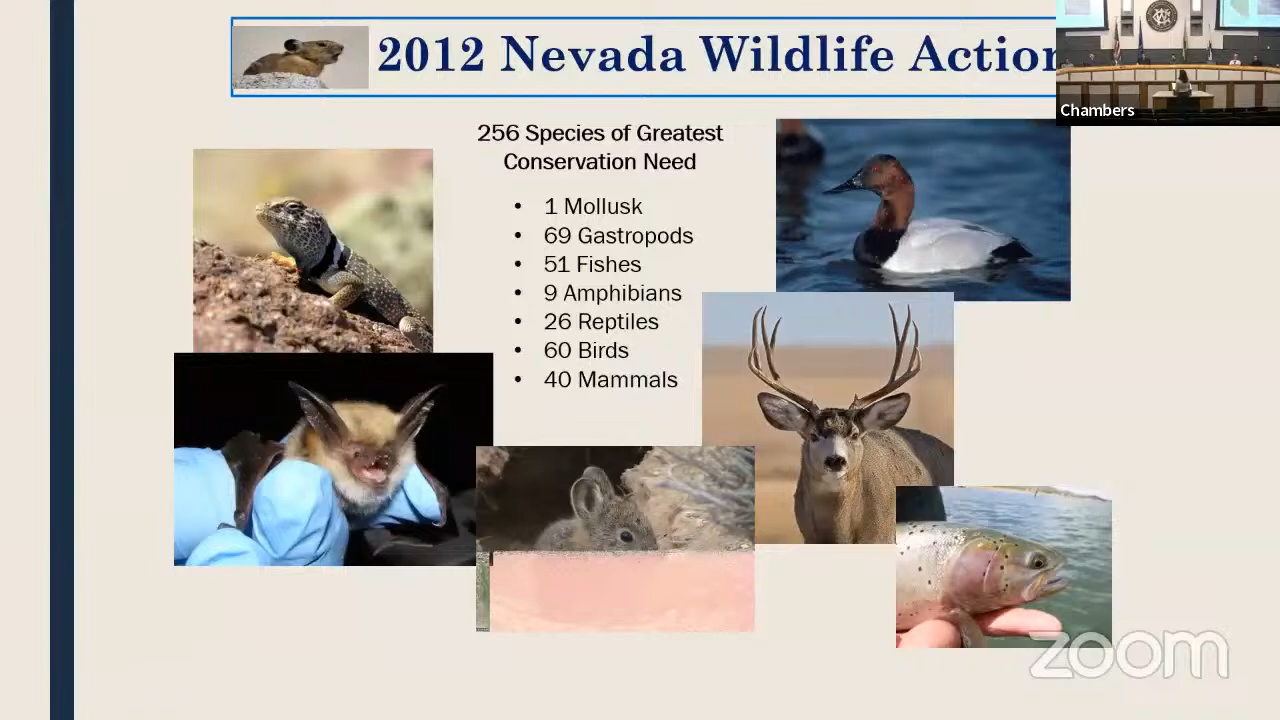 2012 Nevada Wildlife Action
Chambers
256 Species of Greatest
Conservation Need
• 1 Mollusk
• 69 Gastropods
• 51 Fishes
• 9 Amphibians
• 26 Reptiles
• 60 Birds
• 40 Mammals
zoom